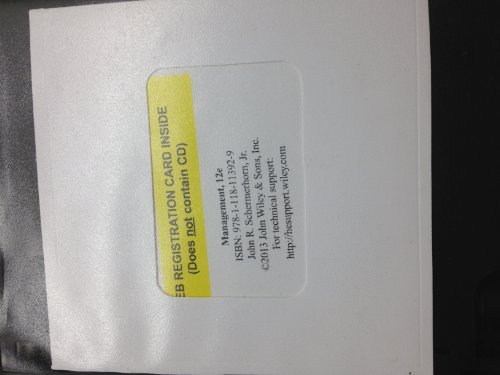 EB REGISTRATION CARD INSIDE
(Does not contain CD)
Management, 12e
ISBN: 978-1-118-11392-9
John R. Schermerhorn, Jr.
©2013 John Wiley & Sons, Inc.
For technical support:
http://hesupport.wiley.com